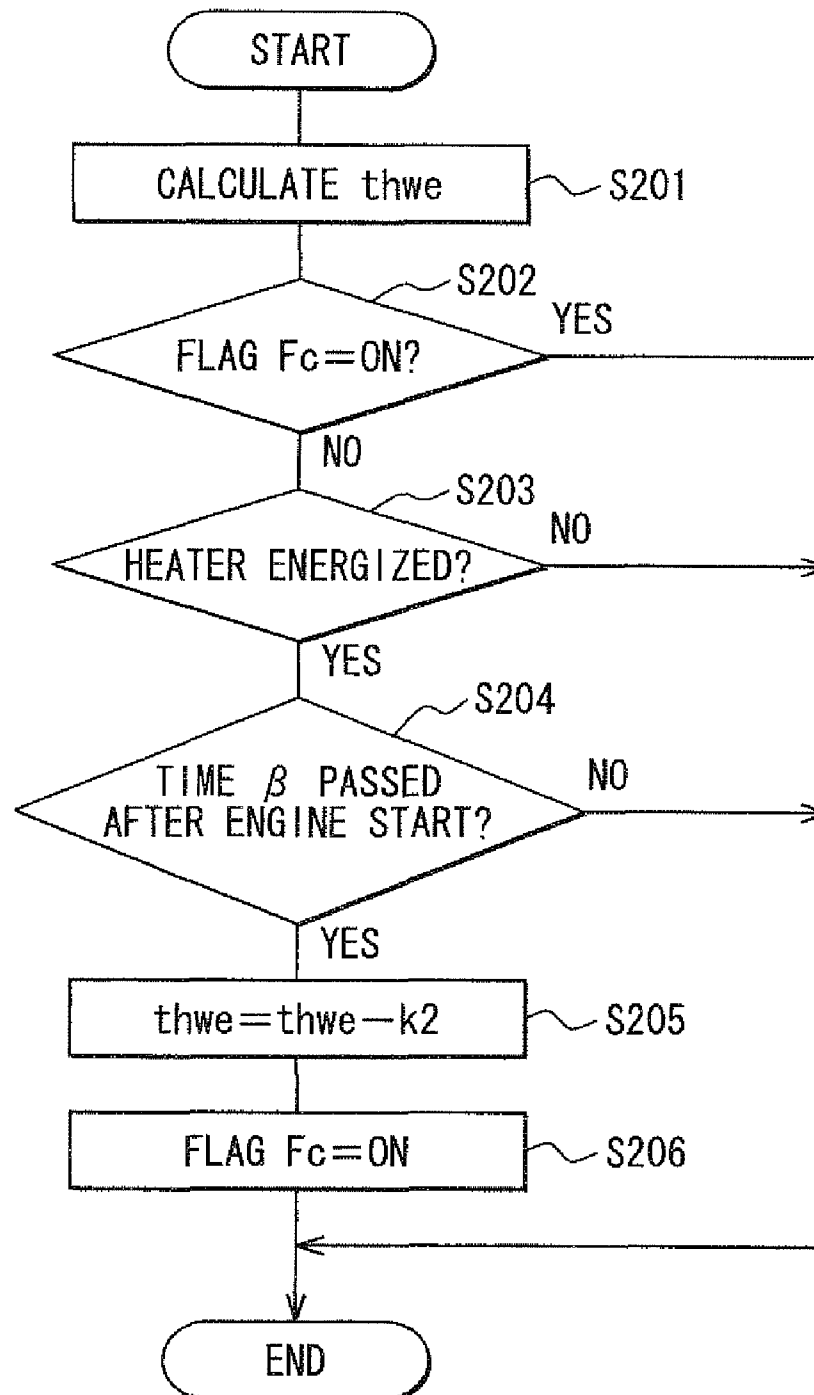 START
CALCULATE thwe
S201
S202
FLAG Fc=ON?
YES
NO
S203
HEATER ENERGIZED?
NO
YES
S204
TIME β PASSED
AFTER ENGINE START?
NO
YES
thwe=thwe−k2
S205
FLAG Fc=ON
S206
END